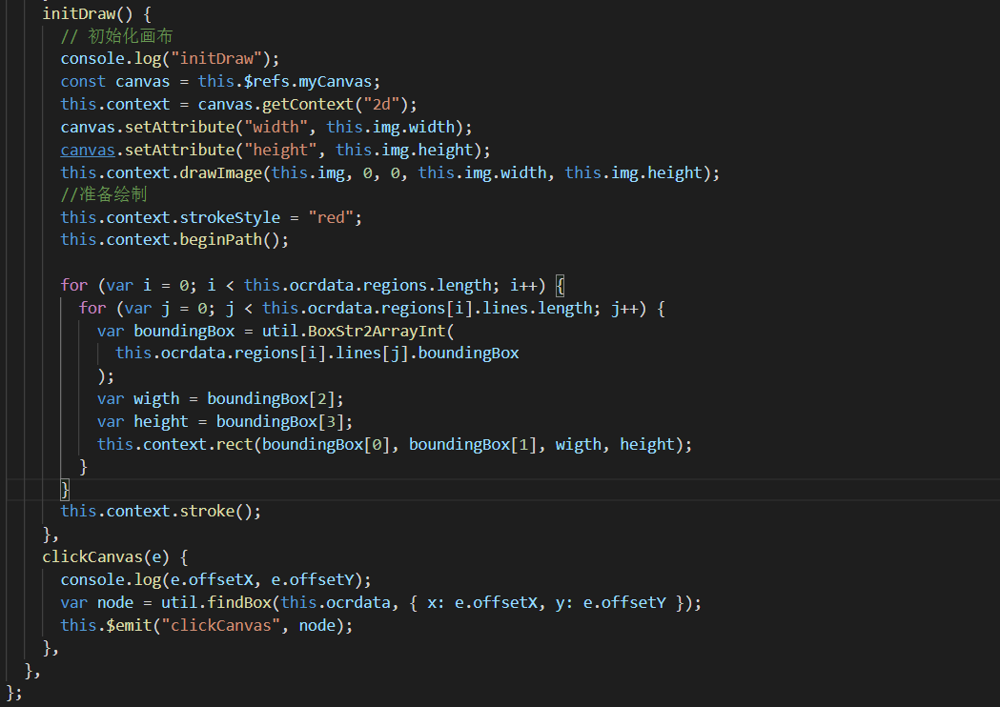 initDraw() {
// 初始化画布
console.log("initDraw");
const canvas = this.$refs.myCanvas;
this.context = canvas.getContext("2d");
canvas.setAttribute("width", this.img.width);
canvas.setAttribute("height", this.img.height);
this.context.drawImage(this.img, 0, 0, this.img.width, this.img.height);
//准备绘制
this.context.strokeStyle = "red";
this.context.beginPath();
for (var i = 0; i < this.ocrdata.regions.length; i++) {
for (var j = 0; j < this.ocrdata.regions[i].lines.length; j++) {
var boundingBox = util.BoxStr2ArrayInt(
this.ocrdata.regions[i].lines[j].boundingBox
);
var wigth = boundingBox[2];
var height = boundingBox[3];
this.context.rect(boundingBox[0], boundingBox[1], wigth, height);
}
}
this.context.stroke();
},
clickCanvas(e) {
console.log(e.offsetX, e.offsetY);
var node = util.findBox(this.ocrdata, { x: e.offsetX, y: e.offsetY });
this.$emit("clickCanvas", node);
},
},
};